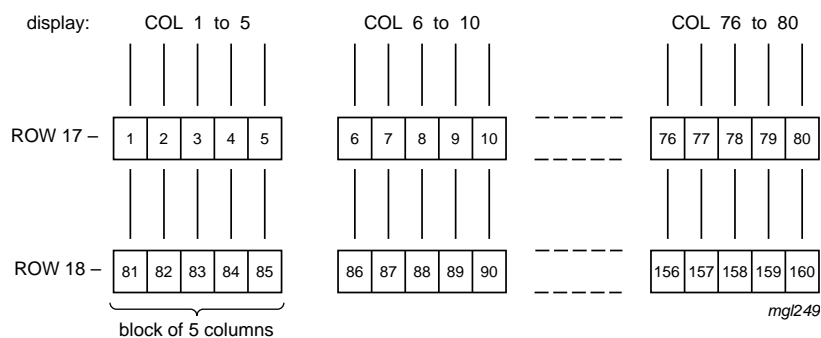 display: COL 1 to 5 COL 6 to 10 COL 76 to 80
ROW 17 – 1 2 3 4 5 6 7 8 9 10 76 77 78 79 80
ROW 18 – 81 82 83 84 85 86 87 88 89 90 156 157 158 159 160
mgl249
block of 5 columns